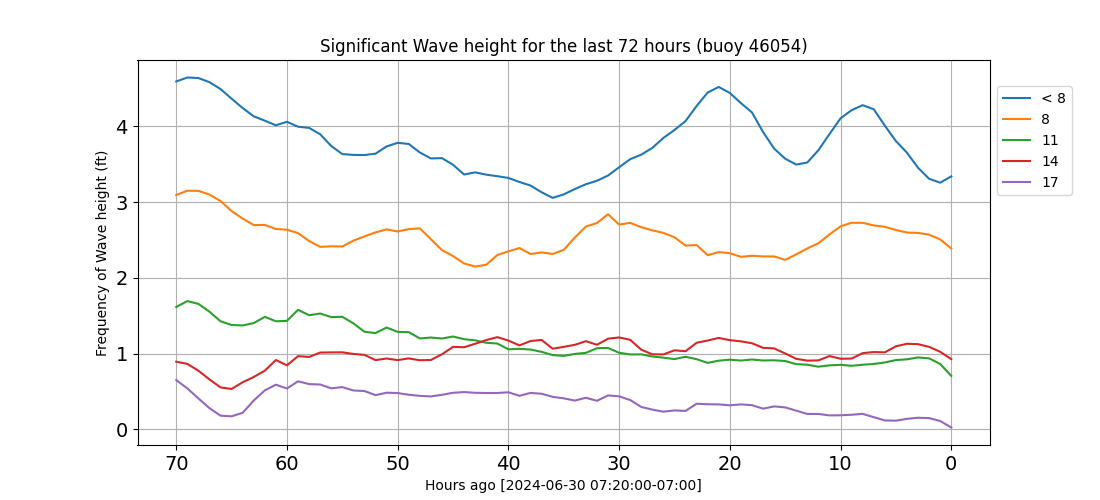 Significant Wave height for the last 72 hours (buoy 46054)
Frequency of Wave height (ft)
4
3
2
1
0
70 60 50 40 30 20 10 0
Hours ago [2024-06-30 07:20:00-07:00]
< 8
8
11
14
17